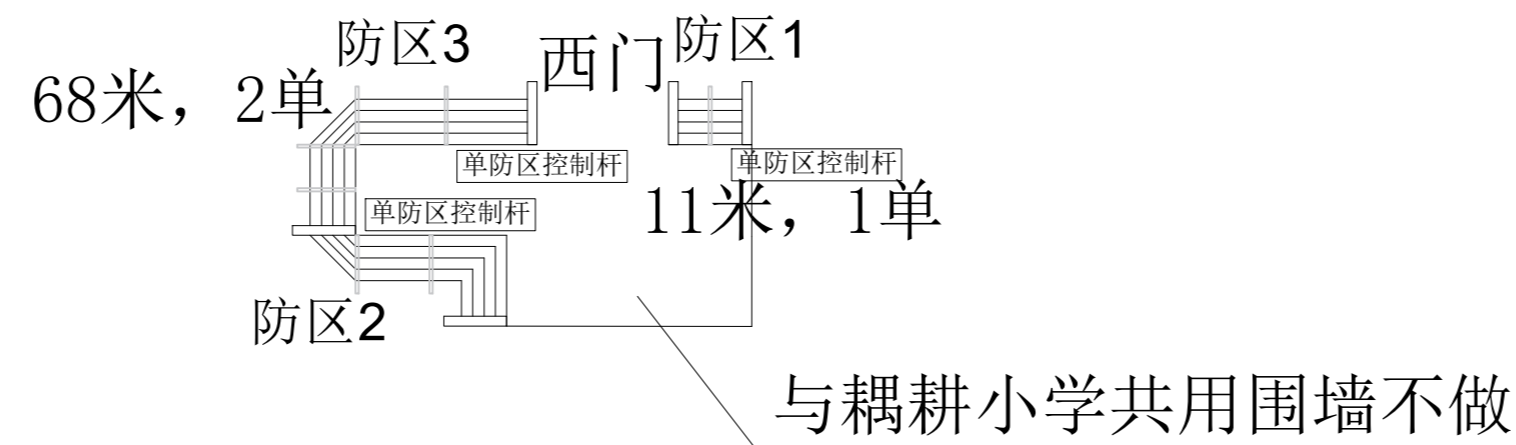 防区3
西门
防区1
68米，2单
单防区控制杆
单防区控制杆
单防区控制杆
11米，1单
防区2
与耦耕小学共用围墙不做